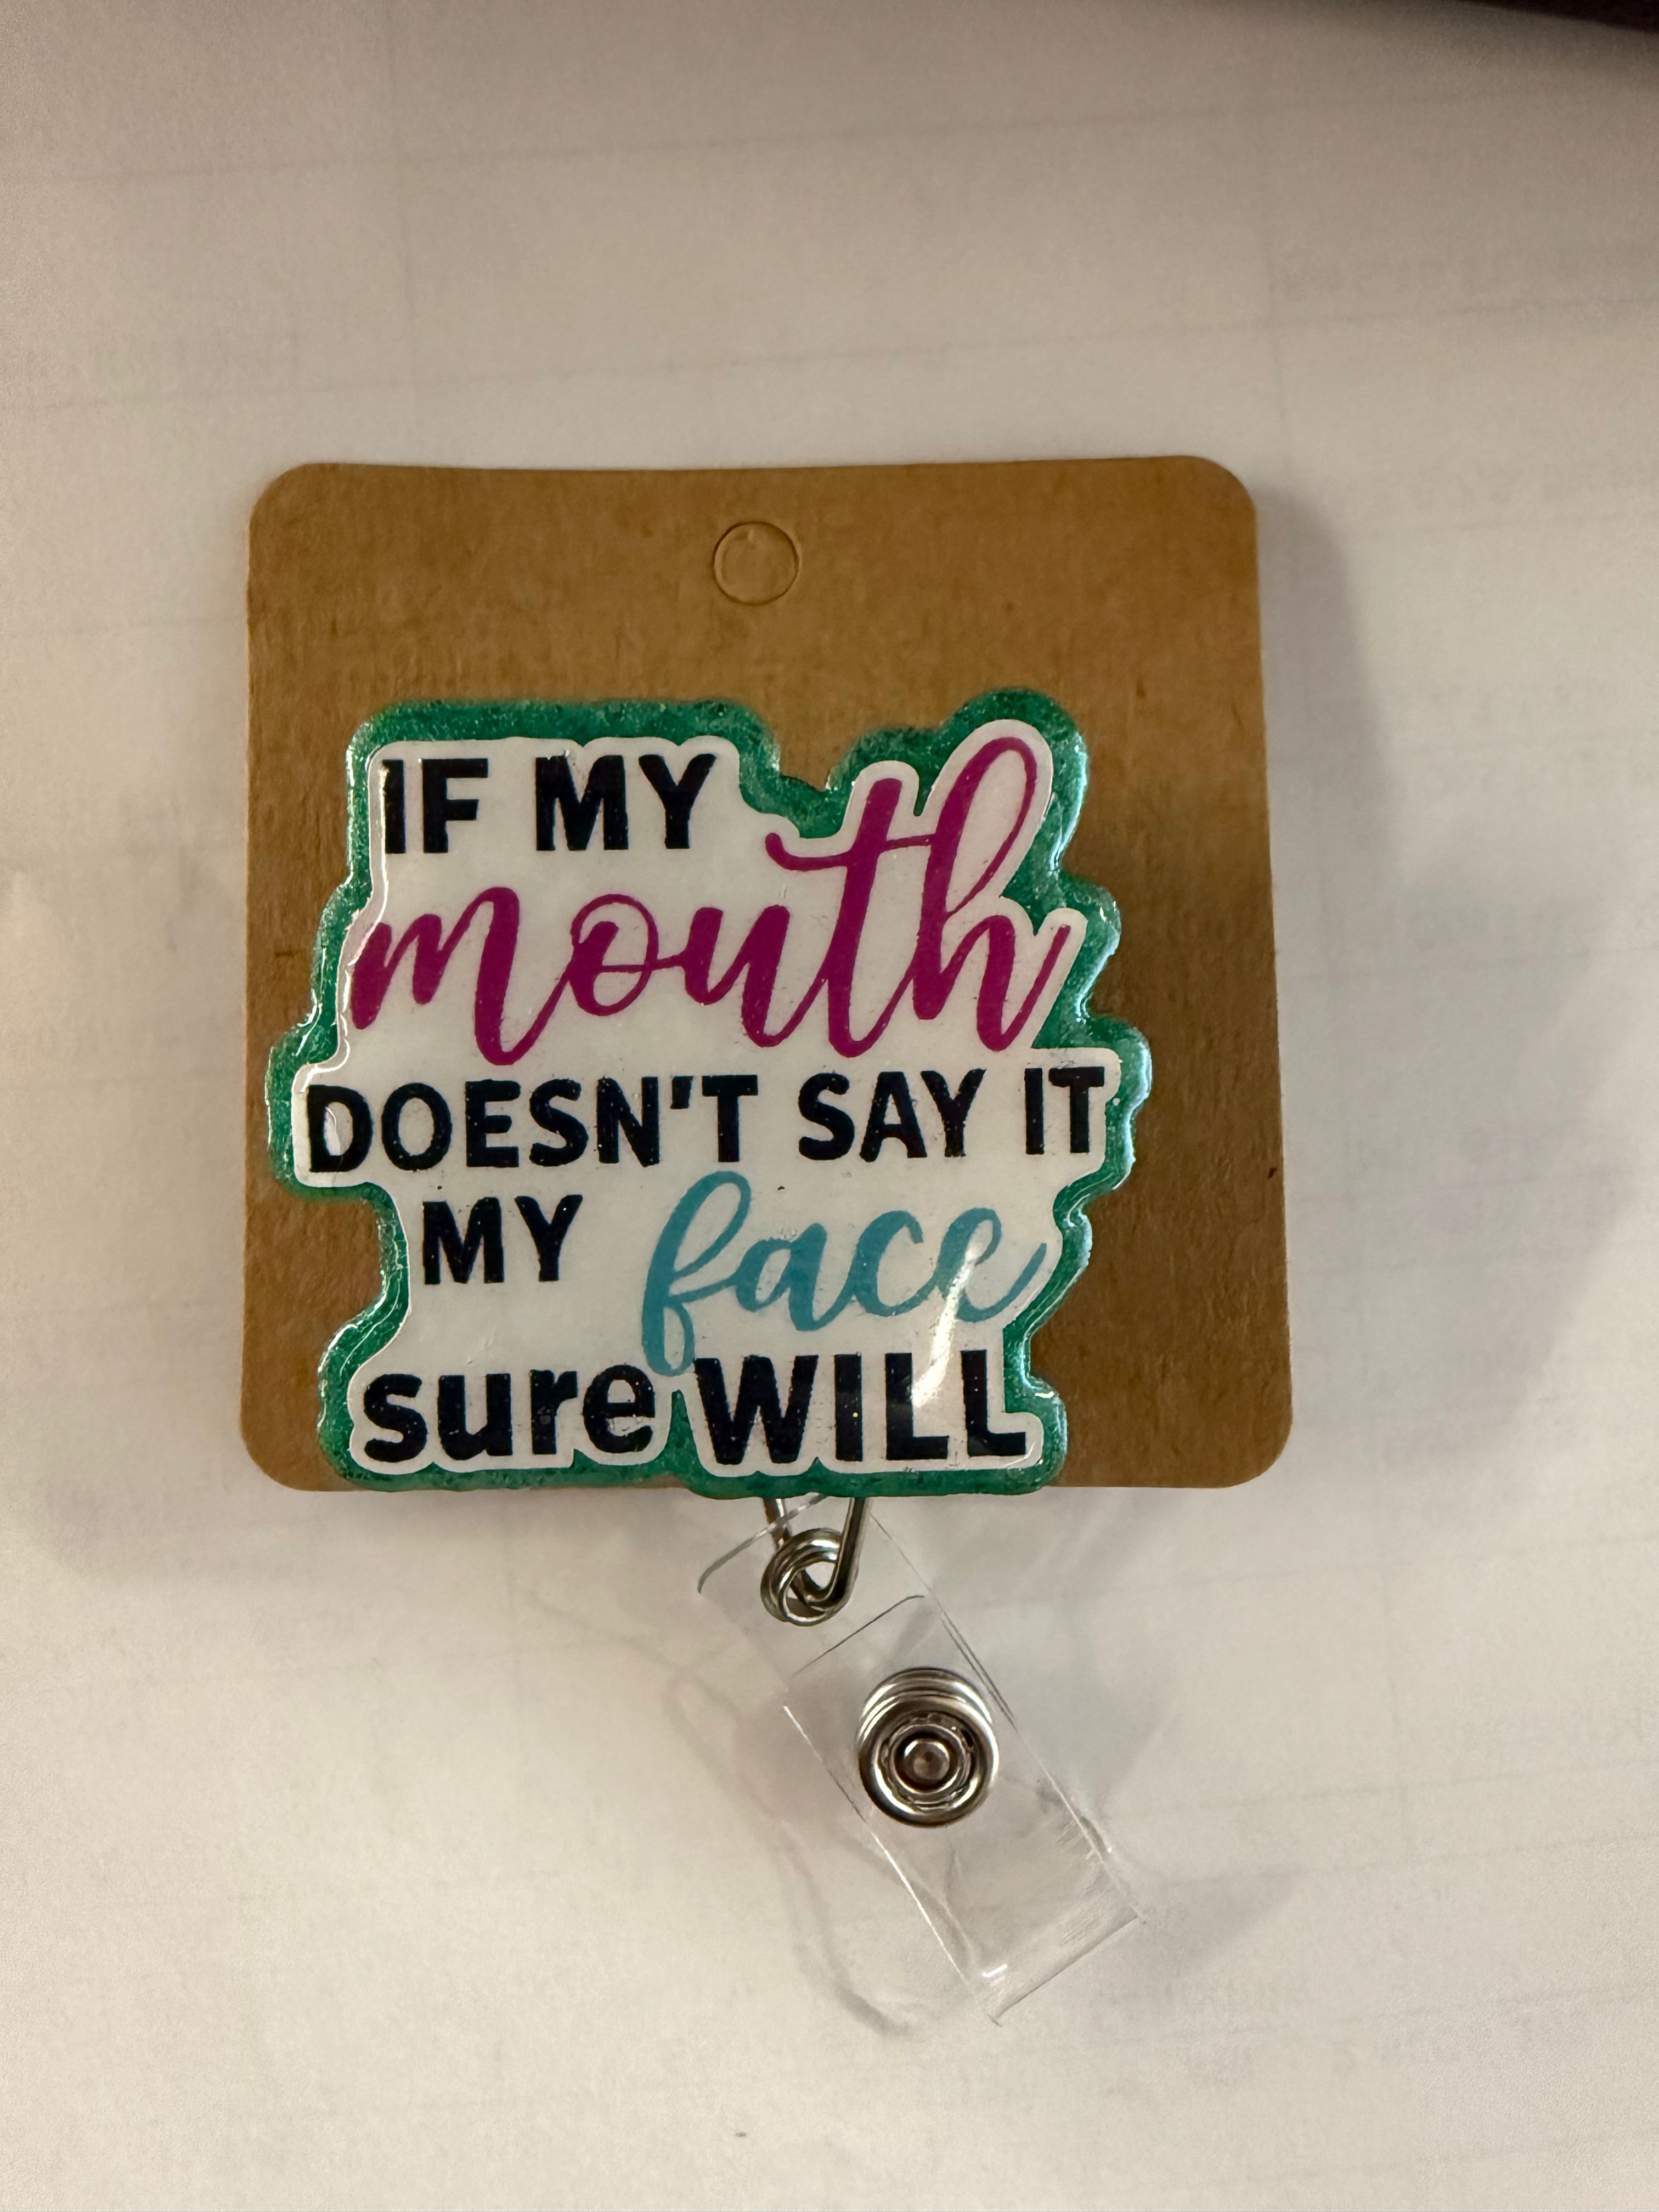 IF MY
mouth
DOESN'T SAY IT
MY face
sure WILL